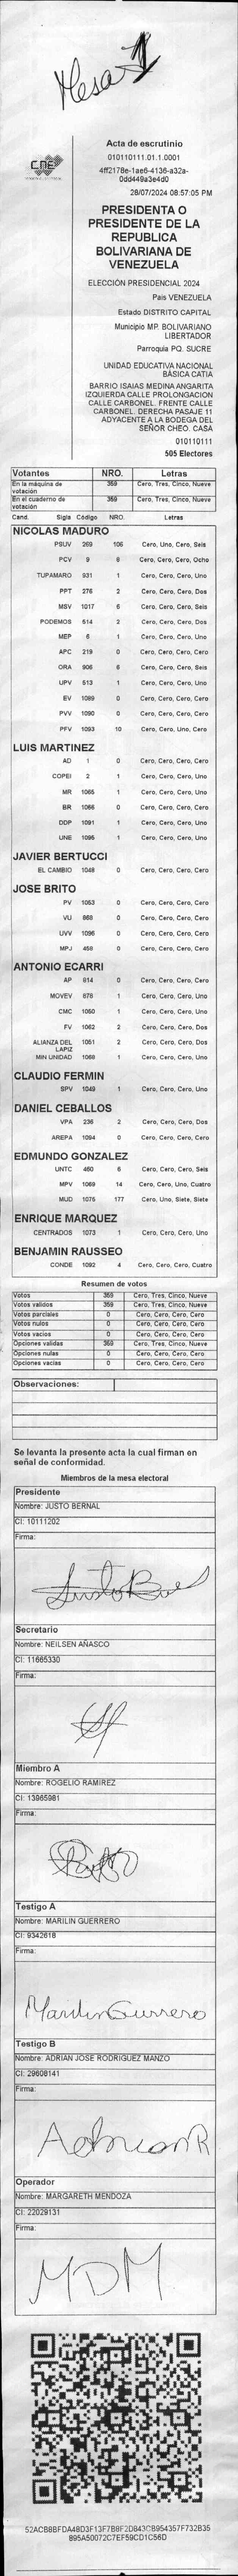 Mesa 1
CNE
Acta de escrutinio
010110111.01.1.0001
4ff2178e-1ae6-4136-a32a-
0dd449a3e4d0
28/07/2024 08:57:05 PM
PRESIDENTA O
PRESIDENTE DE LA
REPUBLICA
BOLIVARIANA DE
VENEZUELA
ELECCIÓN PRESIDENCIAL 2024
Pais VENEZUELA
Estado DISTRITO CAPITAL
Municipio MP. BOLIVARIANO
LIBERTADOR
Parroquia PQ. SUCRE
UNIDAD EDUCATIVA NACIONAL
BÁSICA CATIA
BARRIO ISAIAS MEDINA ANGARITA
IZQUIERDA CALLE PROLONGACION
CALLE CARBONEL. FRENTE CALLE
CARBONEL. DERECHA PASAJE 11
ADYACENTE A LA BODEGA DEL
SEÑOR CHEO. CASA
010110111
505 Electores
Votantes NRO. Letras
En la máquina de votación 359 Cero, Tres, Cinco, Nueve
En el cuaderno de votación 359 Cero, Tres, Cinco, Nueve
Cand. Sigla Código NRO. Letras
NICOLAS MADURO
PSUV 269 106 Cero, Uno, Cero, Seis
PCV 9 8 Cero, Cero, Cero, Ocho
TUPAMARO 931 1 Cero, Cero, Cero, Uno
PPT 276 2 Cero, Cero, Cero, Dos
MSV 1017 6 Cero, Cero, Cero, Seis
PODEMOS 514 2 Cero, Cero, Cero, Dos
MEP 6 1 Cero, Cero, Cero, Uno
APC 219 0 Cero, Cero, Cero, Cero
ORA 906 6 Cero, Cero, Cero, Seis
UPV 513 1 Cero, Cero, Cero, Uno
EV 1089 0 Cero, Cero, Cero, Cero
PVV 1090 0 Cero, Cero, Cero, Cero
PFV 1093 10 Cero, Cero, Uno, Cero
LUIS MARTINEZ
AD 1 0 Cero, Cero, Cero, Cero
COPEI 2 1 Cero, Cero, Cero, Uno
MR 1065 1 Cero, Cero, Cero, Uno
BR 1066 0 Cero, Cero, Cero, Cero
DDP 1091 1 Cero, Cero, Cero, Uno
UNE 1095 1 Cero, Cero, Cero, Uno
JAVIER BERTUCCI
EL CAMBIO 1048 0 Cero, Cero, Cero, Cero
JOSE BRITO
PV 1053 0 Cero, Cero, Cero, Cero
VU 868 0 Cero, Cero, Cero, Cero
UVV 1096 0 Cero, Cero, Cero, Cero
MPJ 458 0 Cero, Cero, Cero, Cero
ANTONIO ECARRI
AP 914 0 Cero, Cero, Cero, Cero
MOVEV 878 1 Cero, Cero, Cero, Uno
CMC 1060 1 Cero, Cero, Cero, Uno
FV 1062 2 Cero, Cero, Cero, Dos
ALIANZA DEL LAPIZ 1051 2 Cero, Cero, Cero, Dos
MIN UNIDAD 1068 1 Cero, Cero, Cero, Uno
CLAUDIO FERMIN
SPV 1049 1 Cero, Cero, Cero, Uno
DANIEL CEBALLOS
VPA 236 2 Cero, Cero, Cero, Dos
AREPA 1094 0 Cero, Cero, Cero, Cero
EDMUNDO GONZALEZ
UNTC 460 6 Cero, Cero, Cero, Seis
MPV 1069 14 Cero, Cero, Uno, Cuatro
MUD 1076 177 Cero, Uno, Siete, Siete
ENRIQUE MARQUEZ
CENTRADOS 1073 1 Cero, Cero, Cero, Uno
BENJAMIN RAUSSEO
CONDE 1092 4 Cero, Cero, Cero, Cuatro
Resumen de votos
Votos 359 Cero, Tres, Cinco, Nueve
Votos validos 359 Cero, Tres, Cinco, Nueve
Votos parciales 0 Cero, Cero, Cero, Cero
Votos nulos 0 Cero, Cero, Cero, Cero
Votos vacios 0 Cero, Cero, Cero, Cero
Opciones validas 359 Cero, Tres, Cinco, Nueve
Opciones nulas 0 Cero, Cero, Cero, Cero
Opciones vacias 0 Cero, Cero, Cero, Cero
Observaciones:
Se levanta la presente acta la cual firman en
señal de conformidad.
Miembros de la mesa electoral
Presidente
Nombre: JUSTO BERNAL
CI: 10111202
Firma:
Secretario
Nombre: NEILSEN AÑASCO
CI: 11665330
Firma:
Miembro A
Nombre: ROGELIO RAMIREZ
CI: 13965981
Firma:
Testigo A
Nombre: MARILIN GUERRERO
CI: 9342618
Firma:
Marilin Gurrero
Testigo B
Nombre: ADRIAN JOSE RODRIGUEZ MANZO
CI: 29608141
Firma:
Adrian R
Operador
Nombre: MARGARETH MENDOZA
CI: 22029131
Firma:
MDM
52ACB8BFDA48D3F13F7B8F2D843CB954357F732B35
895A50072C7EF59CD1C56D